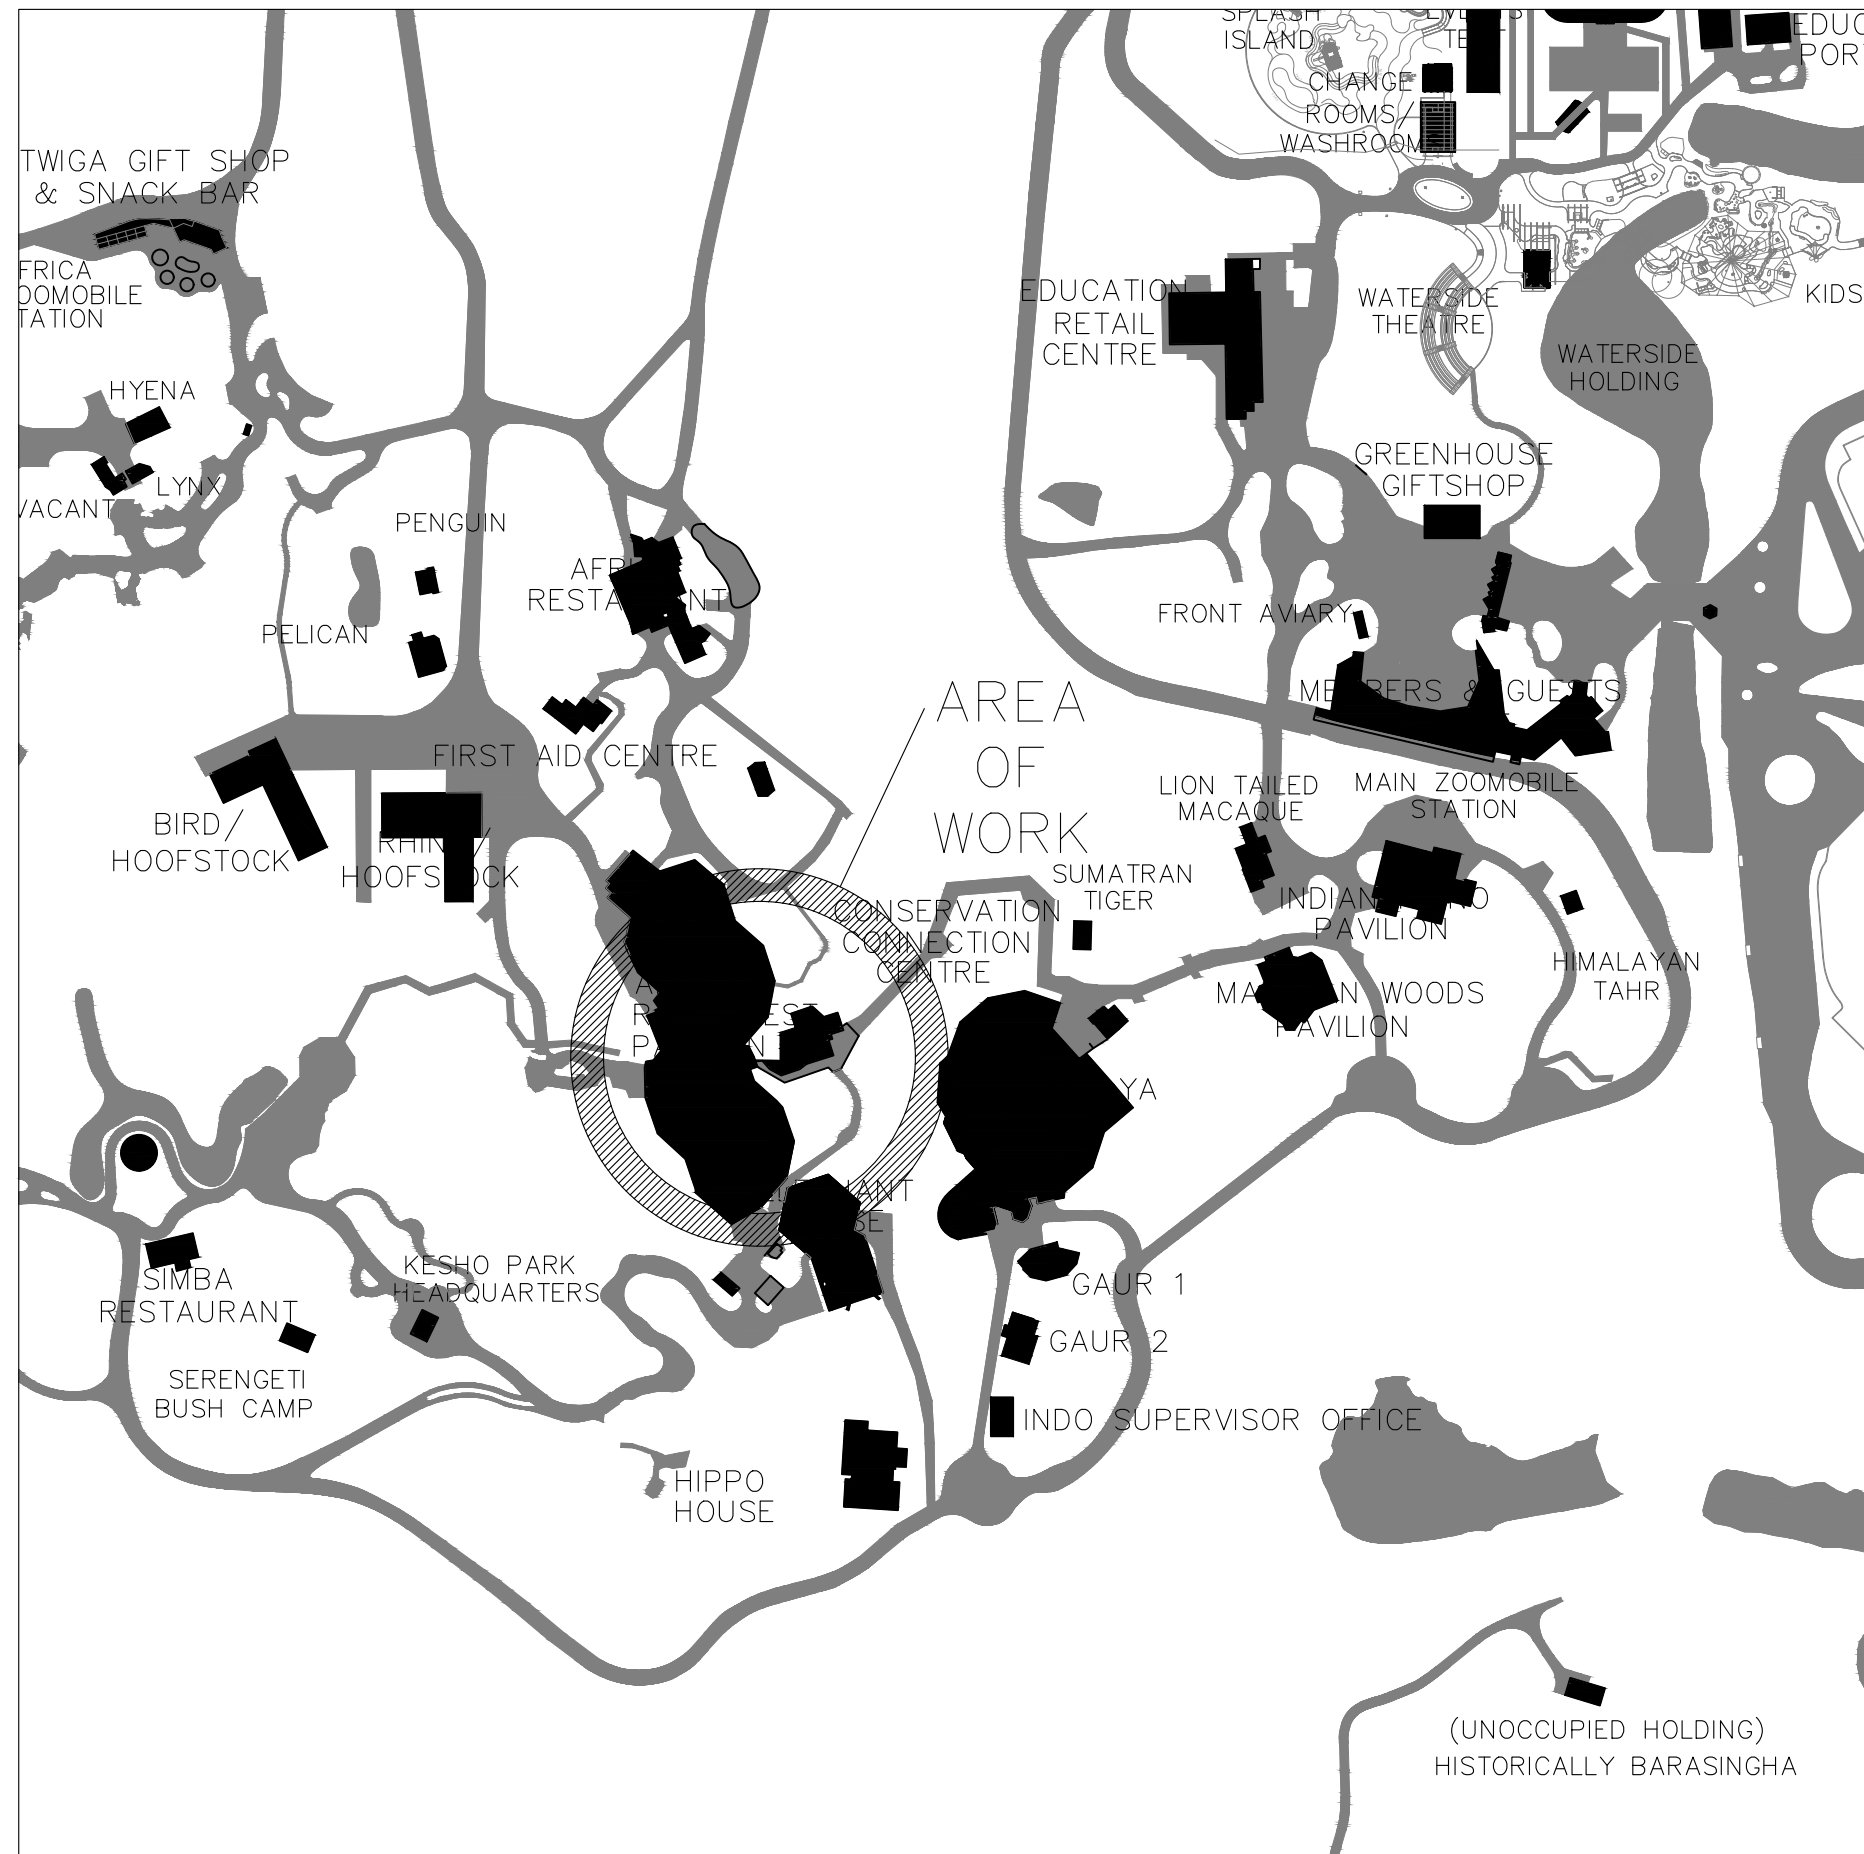 SPLASH
ISLAND
CHANGE
ROOMS/
TWIGA GIFT SHOP
& SNACK BAR
HYENA
LYNX
VACANT
PENGUIN
PELICAN
FIRST AID CENTRE
BIRD/
HOOFSTOCK
EDUCATION
RETAIL
CENTRE
WATERSIDE
THEATRE
WATERSIDE
HOLDING
KIDS
GREENHOUSE
GIFTSHOP
FRONT AVIARY
& GUESTS
AREA
OF
WORK
LION TAILED
MACAQUE
MAIN ZOOMOBILE
STATION
SUMATRAN
TIGER
CONSERVATION
CONNECTION
CENTRE
INDIAN
PAVILION
HIMALAYAN
TAHR
WOODS
PAVILION
GAUR 1
GAUR 2
INDO SUPERVISOR OFFICE
KESHO PARK
HEADQUARTERS
SIMBA
RESTAURANT
SERENGETI
BUSH CAMP
HIPPO
HOUSE
(UNOCCUPIED HOLDING)
HISTORICALLY BARASINGHA